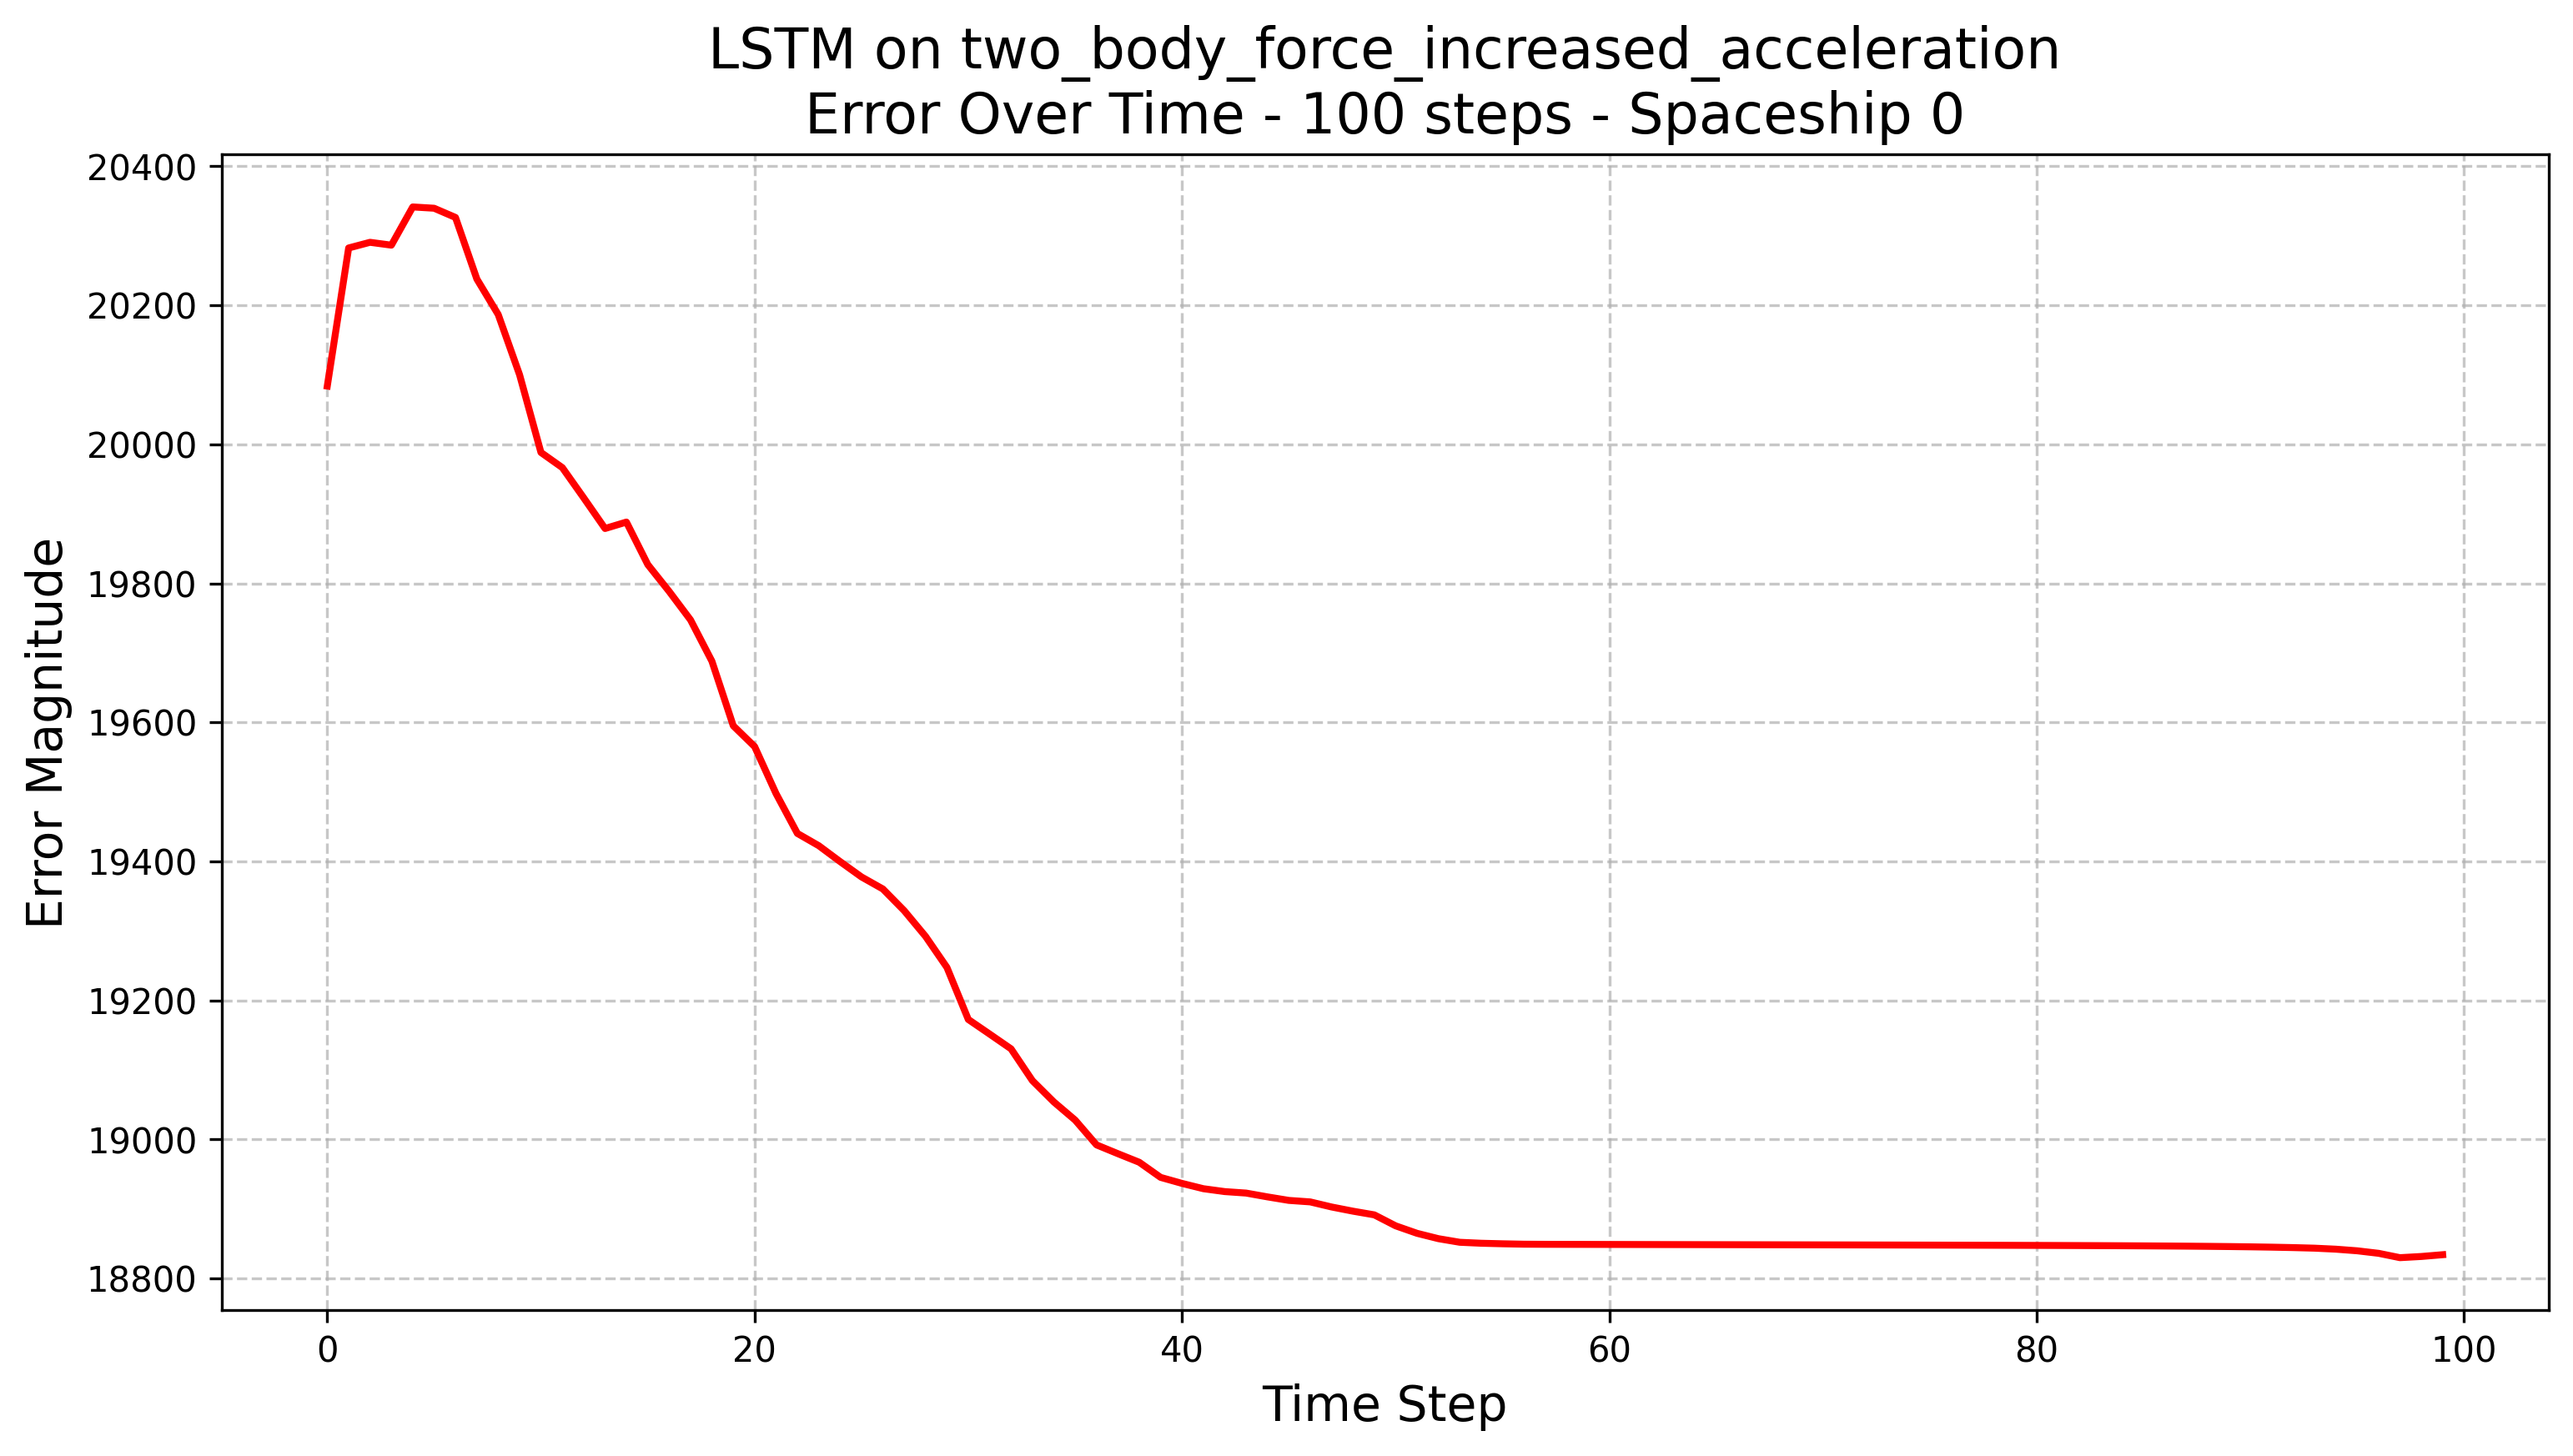 LSTM on two_body_force_increased_acceleration
Error Over Time - 100 steps - Spaceship 0
Error Magnitude
20400
20200
20000
19800
19600
19400
19200
19000
18800
0 20 40 60 80 100
Time Step